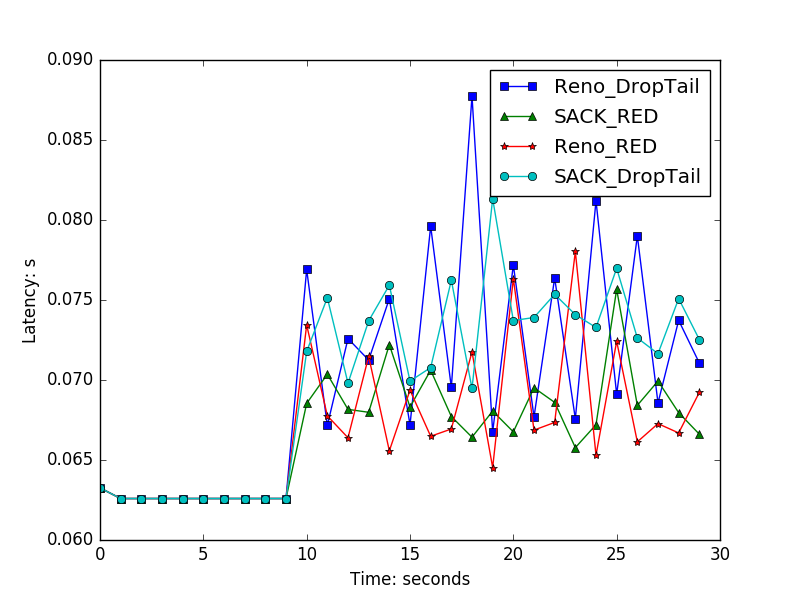 0.090
0.085
0.080
0.075
0.070
0.065
0.060
Latency: s
Reno_DropTail
SACK_RED
Reno_RED
SACK_DropTail
0 5 10 15 20 25 30
Time: seconds